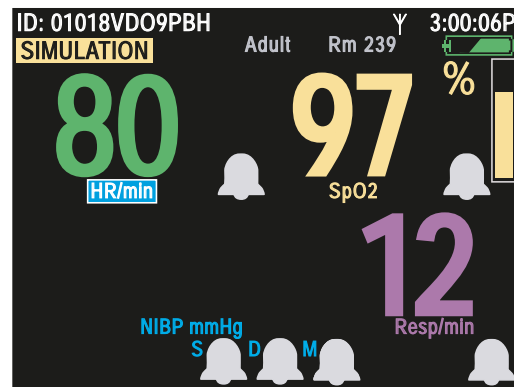 ID: 01018VDO9PBH 3:00:06P
SIMULATION Adult Rm 239
80 97 %
HR/min SpO2
12
NIBP mmHg Resp/min
S D M